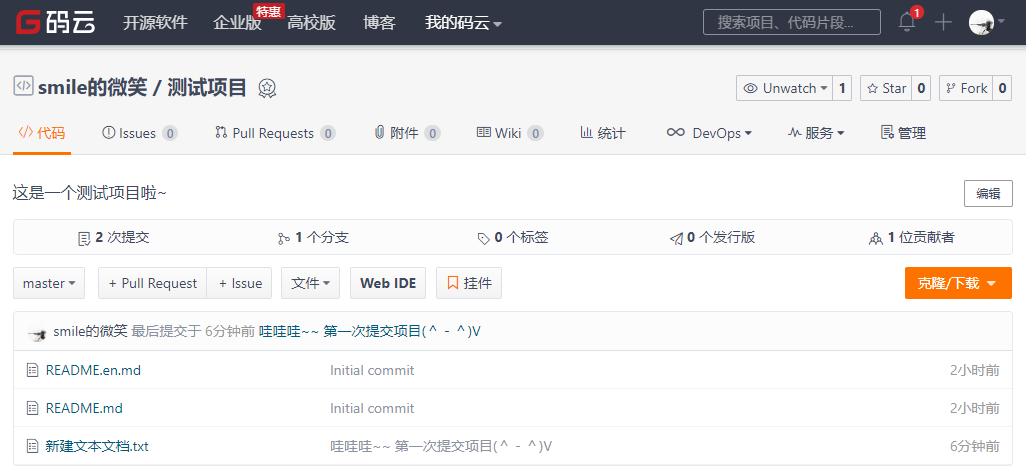 码云 开源软件 企业版 特惠 高校版 博客 我的码云 搜索项目、代码片段... 1
smile的微笑 / 测试项目 Unwatch 1 Star 0 Fork 0
代码 Issues 0 Pull Requests 0 附件 0 Wiki 0 统计 DevOps 服务 管理
这是一个测试项目啦~ 编辑
2 次提交 1 个分支 0 个标签 0 个发行版 1 位贡献者
master + Pull Request + Issue 文件 Web IDE 挂件 克隆/下载
smile的微笑 最后提交于 6分钟前 哇哇哇~~ 第一次提交项目(＾－＾)V
README.en.md Initial commit 2小时前
README.md Initial commit 2小时前
新建文本文档.txt 哇哇哇~~ 第一次提交项目(＾－＾)V 6分钟前